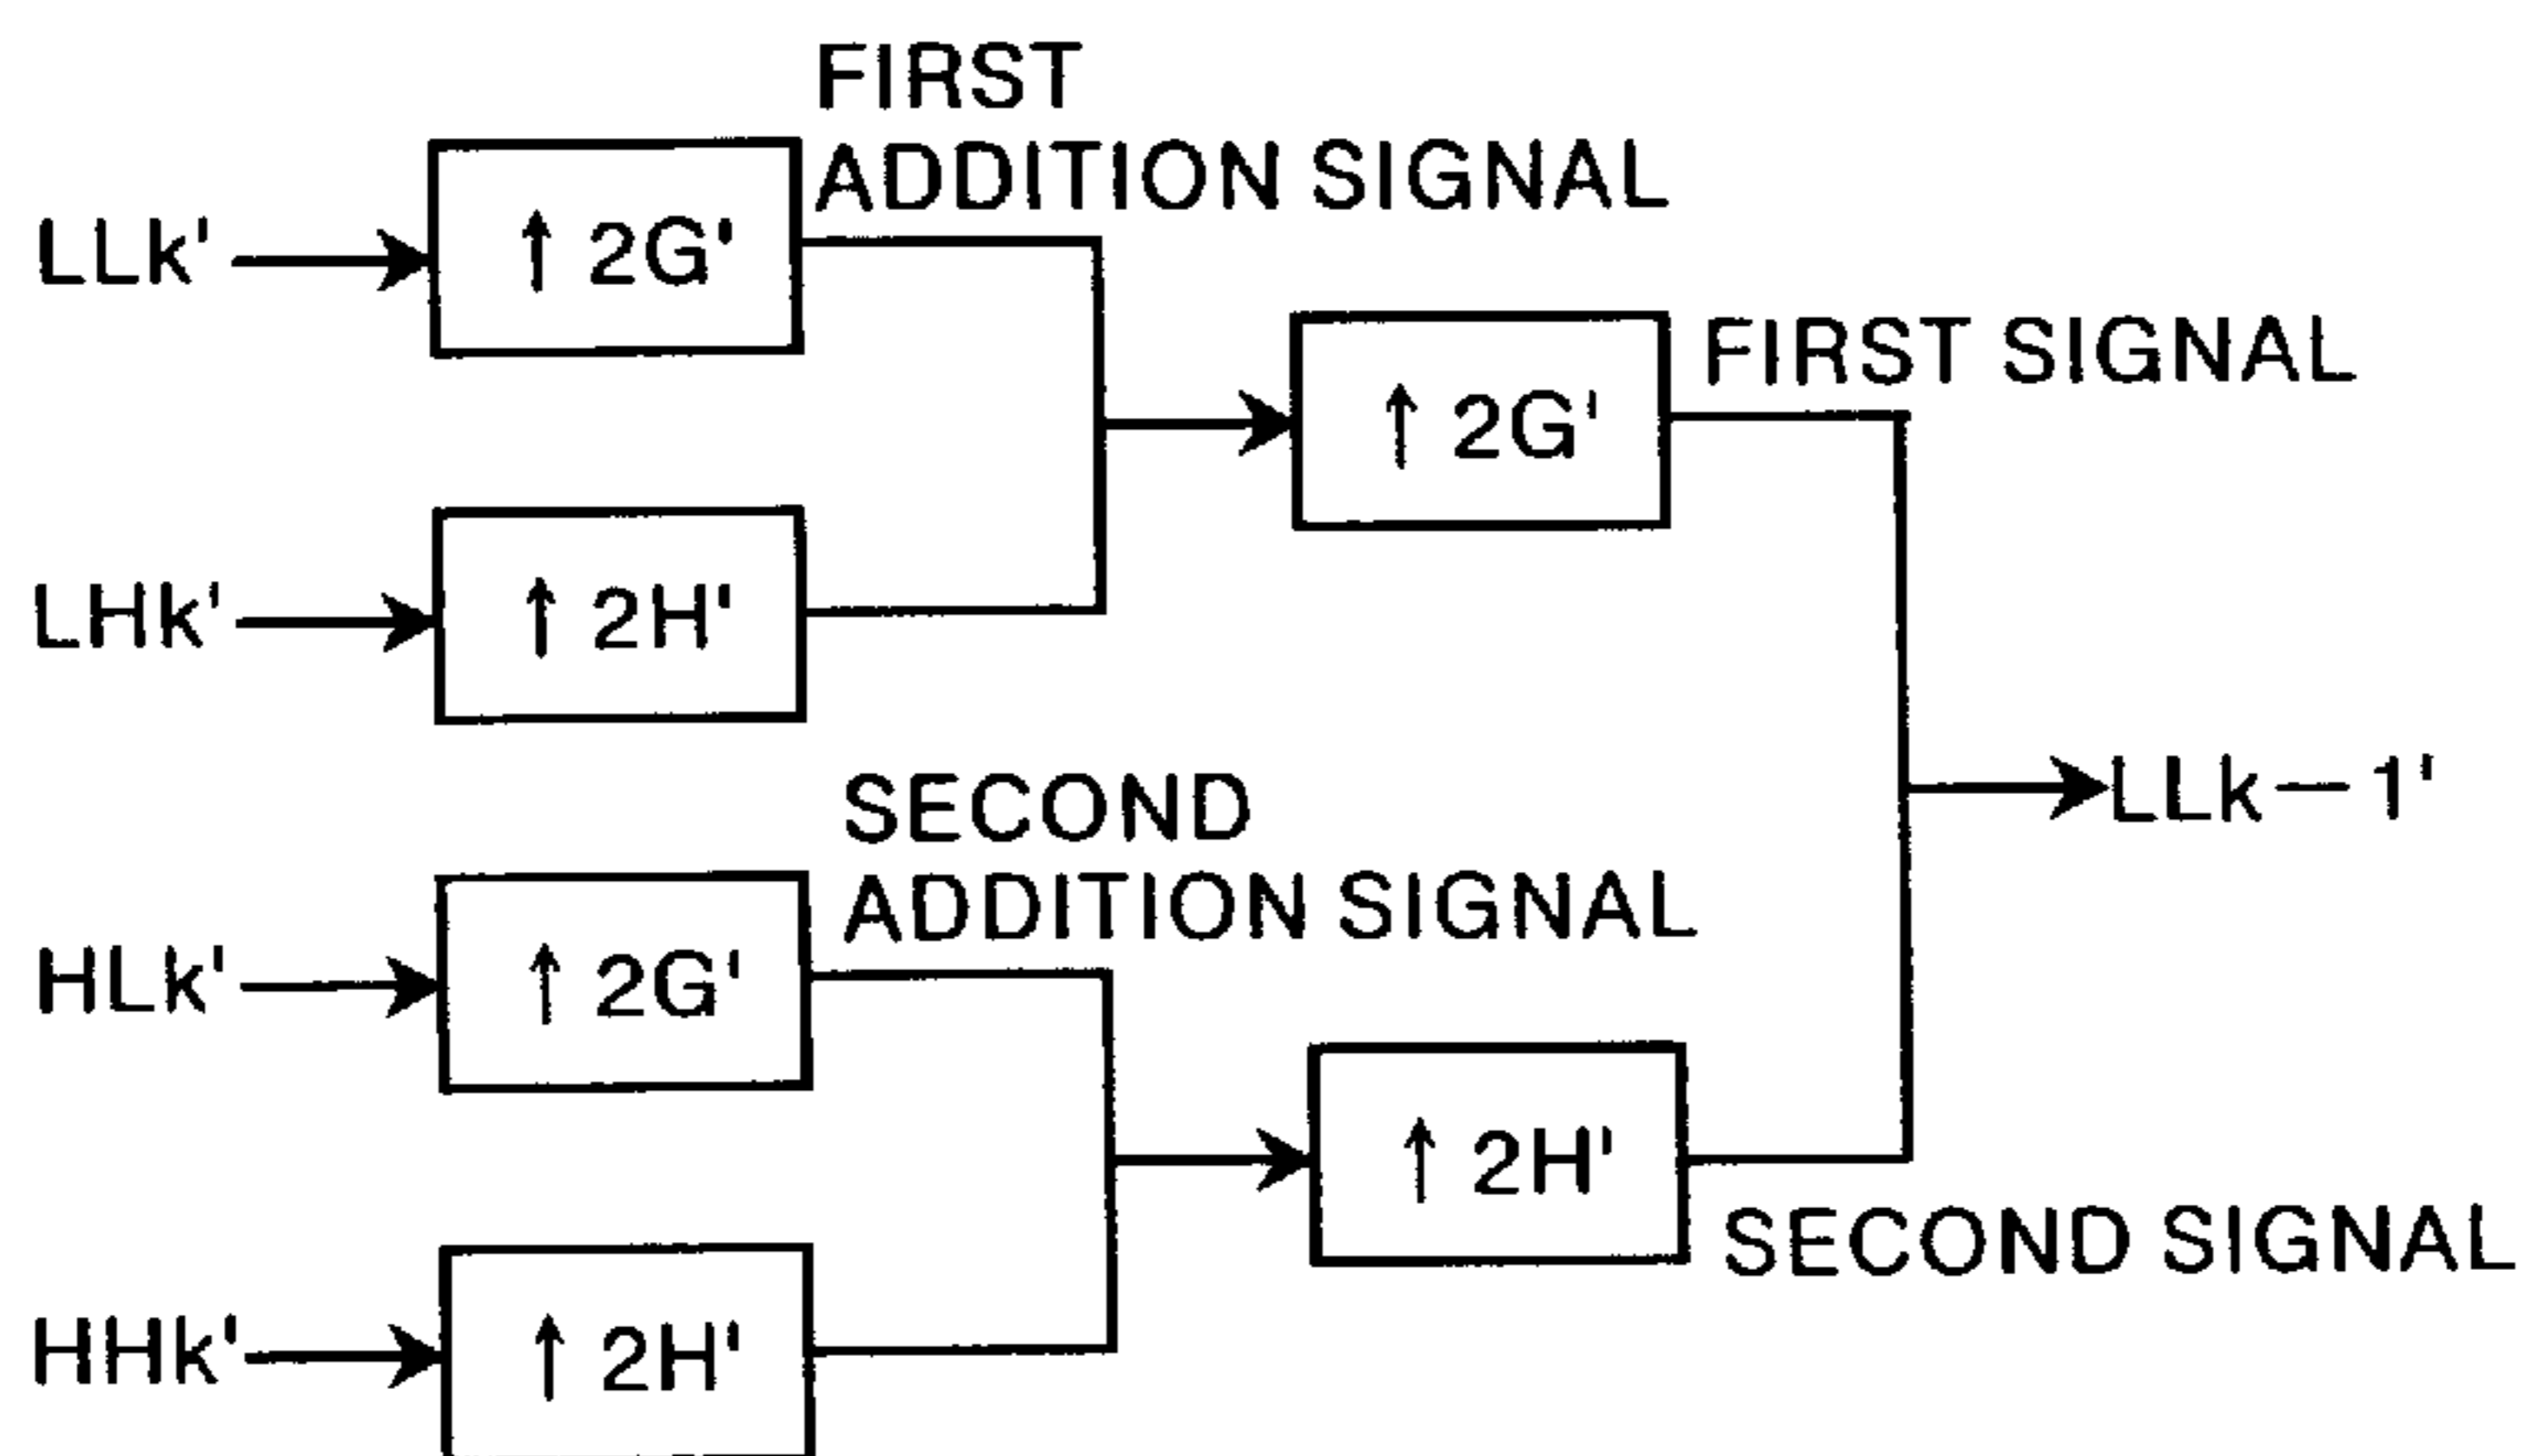 FIRST
ADDITION SIGNAL
LLk'
↑ 2G'
↑ 2G'
FIRST SIGNAL
LHk'
↑ 2H'
LLk－1'
SECOND
ADDITION SIGNAL
HLk'
↑ 2G'
↑ 2H'
SECOND SIGNAL
HHk'
↑ 2H'